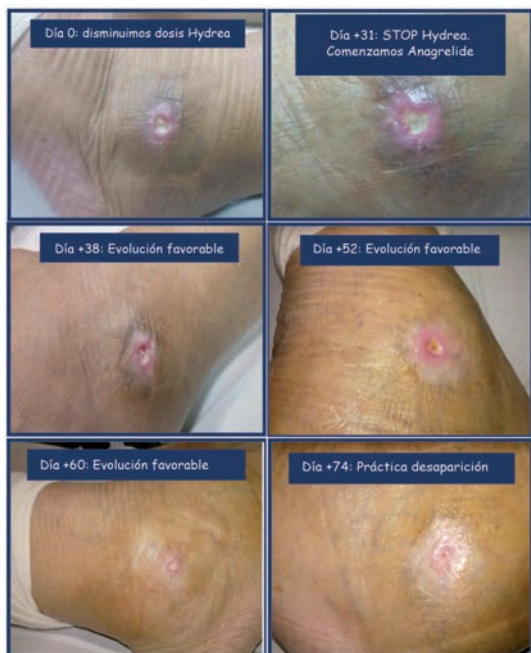 Día 0: disminuimos dosis Hydrea
Día +31: STOP Hydrea.
Comenzamos Anagrelide
Día +38: Evolución favorable
Día +52: Evolución favorable
Día +60: Evolución favorable
Día +74: Práctica desaparición